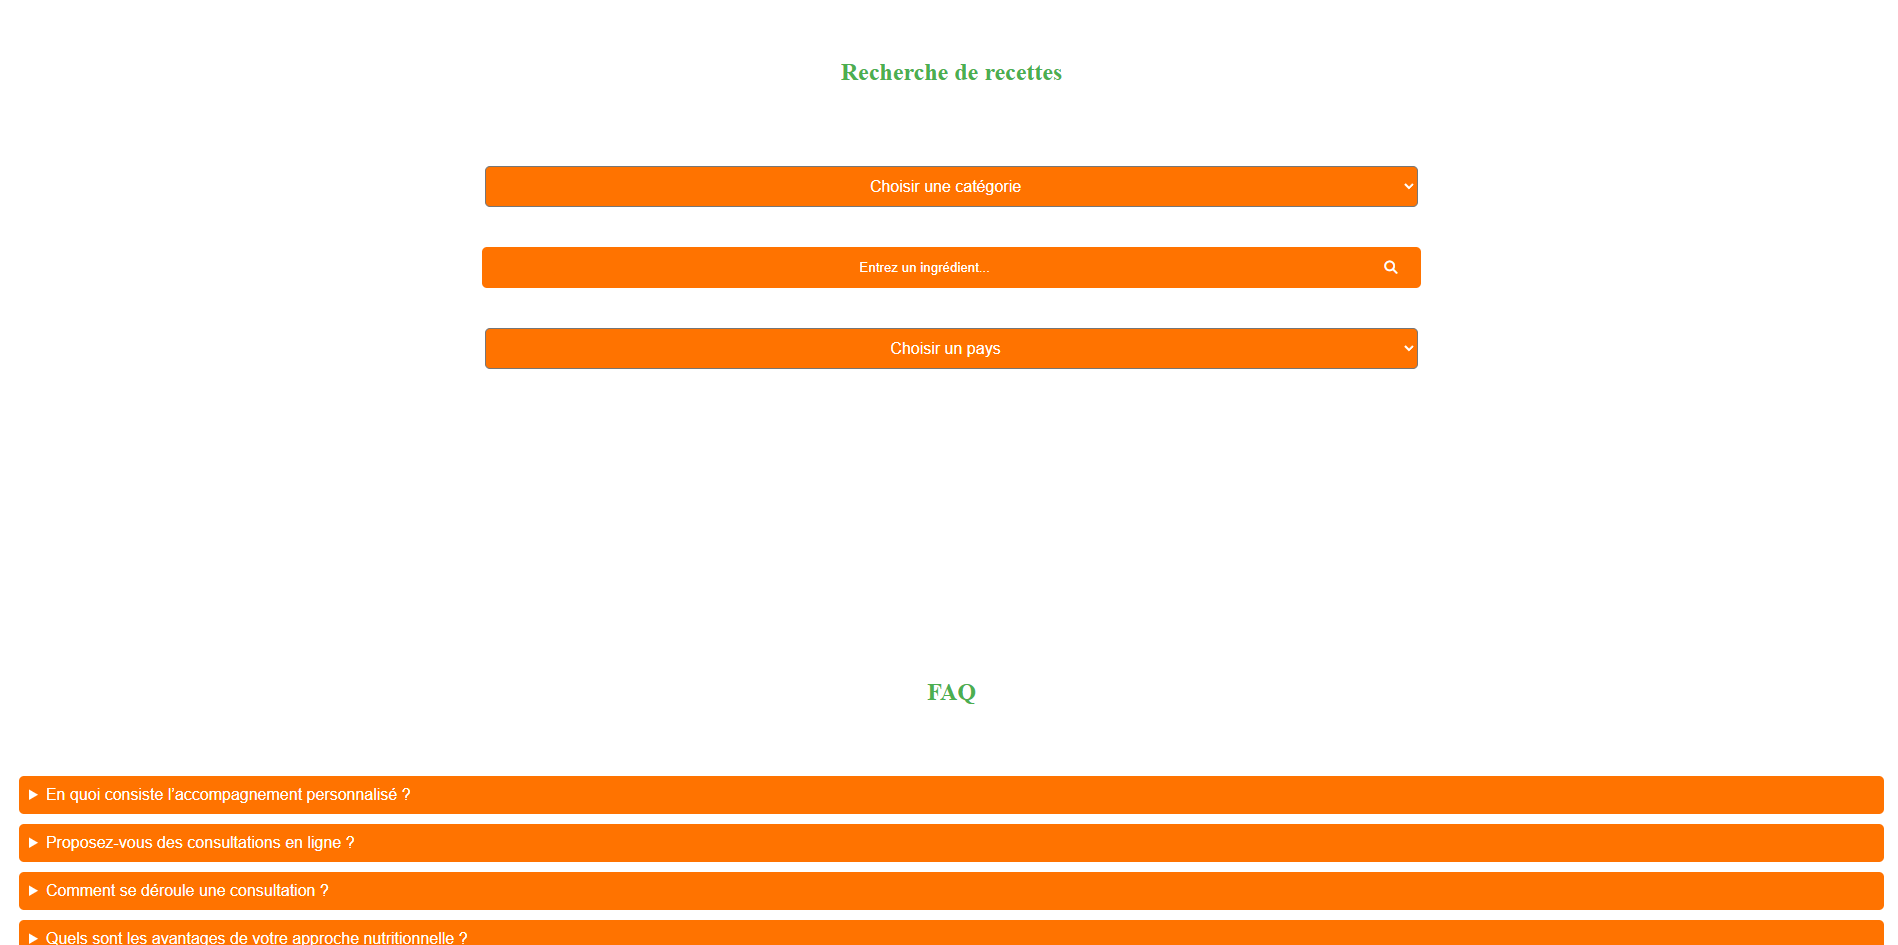 Recherche de recettes
Choisir une catégorie
Entrez un ingrédient...
Choisir un pays
FAQ
En quoi consiste l’accompagnement personnalisé ?
Proposez-vous des consultations en ligne ?
Comment se déroule une consultation ?
Quels sont les avantages de votre approche nutritionnelle ?